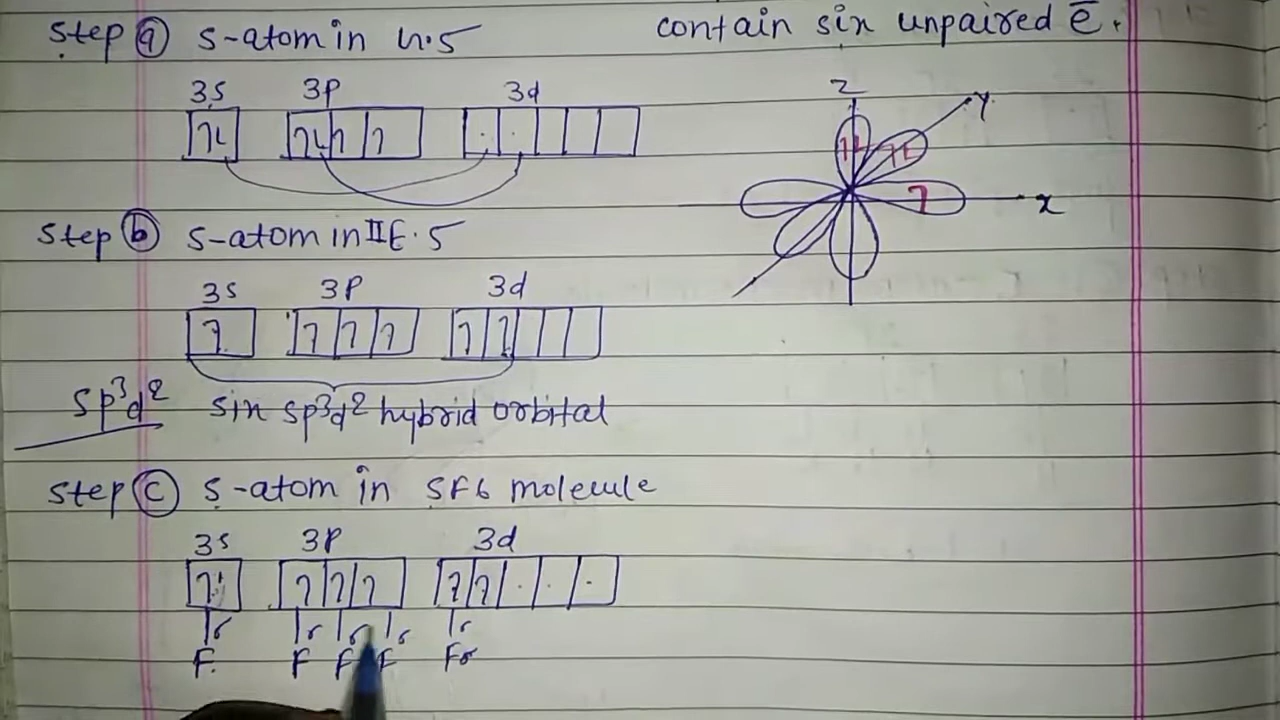 Step ⓐ S-atom in G.S
contain six unpaired e̅.
3s 3p 3d
Z
Y
x
Step ⓑ S-atom in II E.S
3s 3p 3d
sp³d² six sp³d² hybrid orbital
Step ⓒ S-atom in SF6 molecule
3s 3p 3d
F F F F F